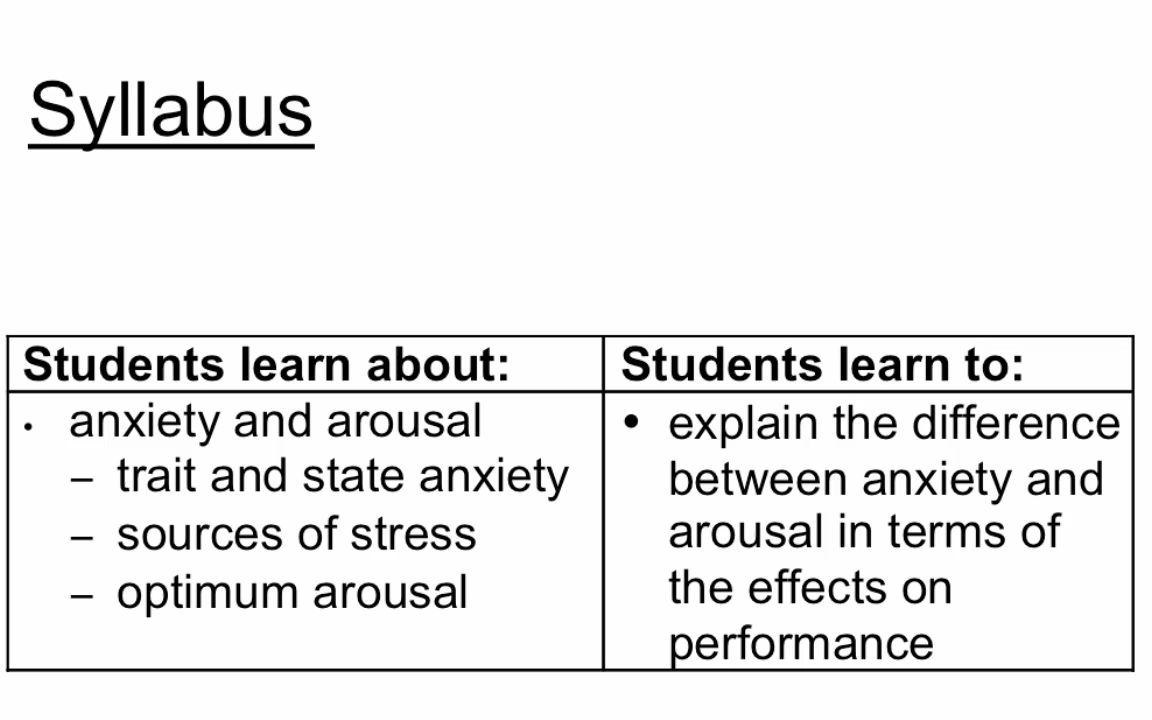 Syllabus
Students learn about:
• anxiety and arousal
– trait and state anxiety
– sources of stress
– optimum arousal
Students learn to:
• explain the difference
between anxiety and
arousal in terms of
the effects on
performance